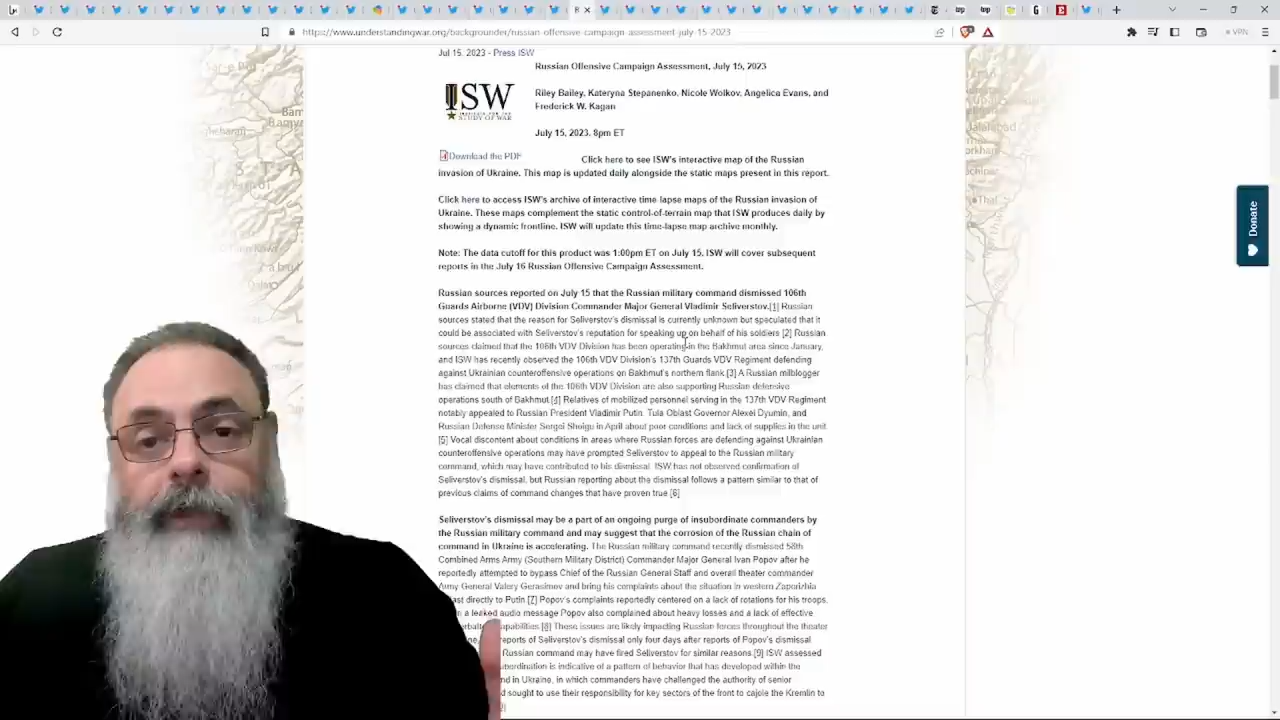 https://www.understandingwar.org/backgrounder/russian-offensive-campaign-assessment-july-15-2023
VPN
Jul 15, 2023 - Press ISW
Russian Offensive Campaign Assessment, July 15, 2023
ISW
INSTITUTE FOR THE
STUDY OF WAR
Riley Bailey, Kateryna Stepanenko, Nicole Wolkov, Angelica Evans, and
Frederick W. Kagan
July 15, 2023, 8pm ET
Download the PDF
Click here to see ISW's interactive map of the Russian
invasion of Ukraine. This map is updated daily alongside the static maps present in this report.
Click here to access ISW's archive of interactive time lapse maps of the Russian invasion of
Ukraine. These maps complement the static control-of-terrain map that ISW produces daily by
showing a dynamic frontline. ISW will update this time-lapse map archive monthly.
Note: The data cutoff for this product was 1:00pm ET on July 15. ISW will cover subsequent
reports in the July 16 Russian Offensive Campaign Assessment.
Russian sources reported on July 15 that the Russian military command dismissed 106th
Guards Airborne (VDV) Division Commander Major General Vladimir Seliverstov.[1] Russian
sources stated that the reason for Seliverstov's dismissal is currently unknown but speculated that it
could be associated with Seliverstov's reputation for speaking up on behalf of his soldiers.[2] Russian
sources claimed that the 106th VDV Division has been operating in the Bakhmut area since January,
and ISW has recently observed the 106th VDV Division's 137th Guards VDV Regiment defending
against Ukrainian counteroffensive operations on Bakhmut's northern flank.[3] A Russian milblogger
has claimed that elements of the 106th VDV Division are also supporting Russian defensive
operations south of Bakhmut.[4] Relatives of mobilized personnel serving in the 137th VDV Regiment
notably appealed to Russian President Vladimir Putin, Tula Oblast Governor Alexei Dyumin, and
Russian Defense Minister Sergei Shoigu in April about poor conditions and lack of supplies in the unit.
[5] Vocal discontent about conditions in areas where Russian forces are defending against Ukrainian
counteroffensive operations may have prompted Seliverstov to appeal to the Russian military
command, which may have contributed to his dismissal. ISW has not observed confirmation of
Seliverstov's dismissal, but Russian reporting about the dismissal follows a pattern similar to that of
previous claims of command changes that have proven true.[6]
Seliverstov's dismissal may be a part of an ongoing purge of insubordinate commanders by
the Russian military command and may suggest that the corrosion of the Russian chain of
command in Ukraine is accelerating. The Russian military command recently dismissed 58th
Combined Arms Army (Southern Military District) Commander Major General Ivan Popov after he
reportedly attempted to bypass Chief of the Russian General Staff and overall theater commander
Army General Valery Gerasimov and bring his complaints about the situation in western Zaporizhia
ast directly to Putin.[7] Popov's complaints reportedly centered on a lack of rotations for his troops,
a leaked audio message Popov also complained about heavy losses and a lack of effective
erbatte capabilities.[8] These issues are likely impacting Russian forces throughout the theater
reports of Seliverstov's dismissal only four days after reports of Popov's dismissal
Russian command may have fired Seliverstov for similar reasons.[9] ISW assessed
ordination is indicative of a pattern of behavior that has developed within the
nd in Ukraine, in which commanders have challenged the authority of senior
d sought to use their responsibility for key sectors of the front to cajole the Kremlin to
Donate